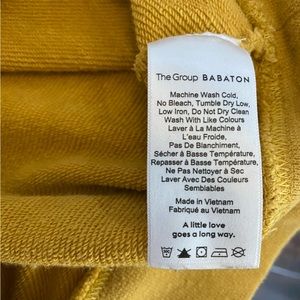 The Group BABATON
Machine Wash Cold,
No Bleach, Tumble Dry Low,
Low Iron, Do Not Dry Clean
Wash With Like Colours
Laver à La Machine à
L'eau Froide,
Pas De Blanchiment,
Sécher à Basse Température,
Repasser à Basse Température,
Ne Pas Nettoyer à Sec
Laver Avec Des Couleurs
Semblables
Made in Vietnam
Fabriqué au Vietnam
A little love
goes a long way.